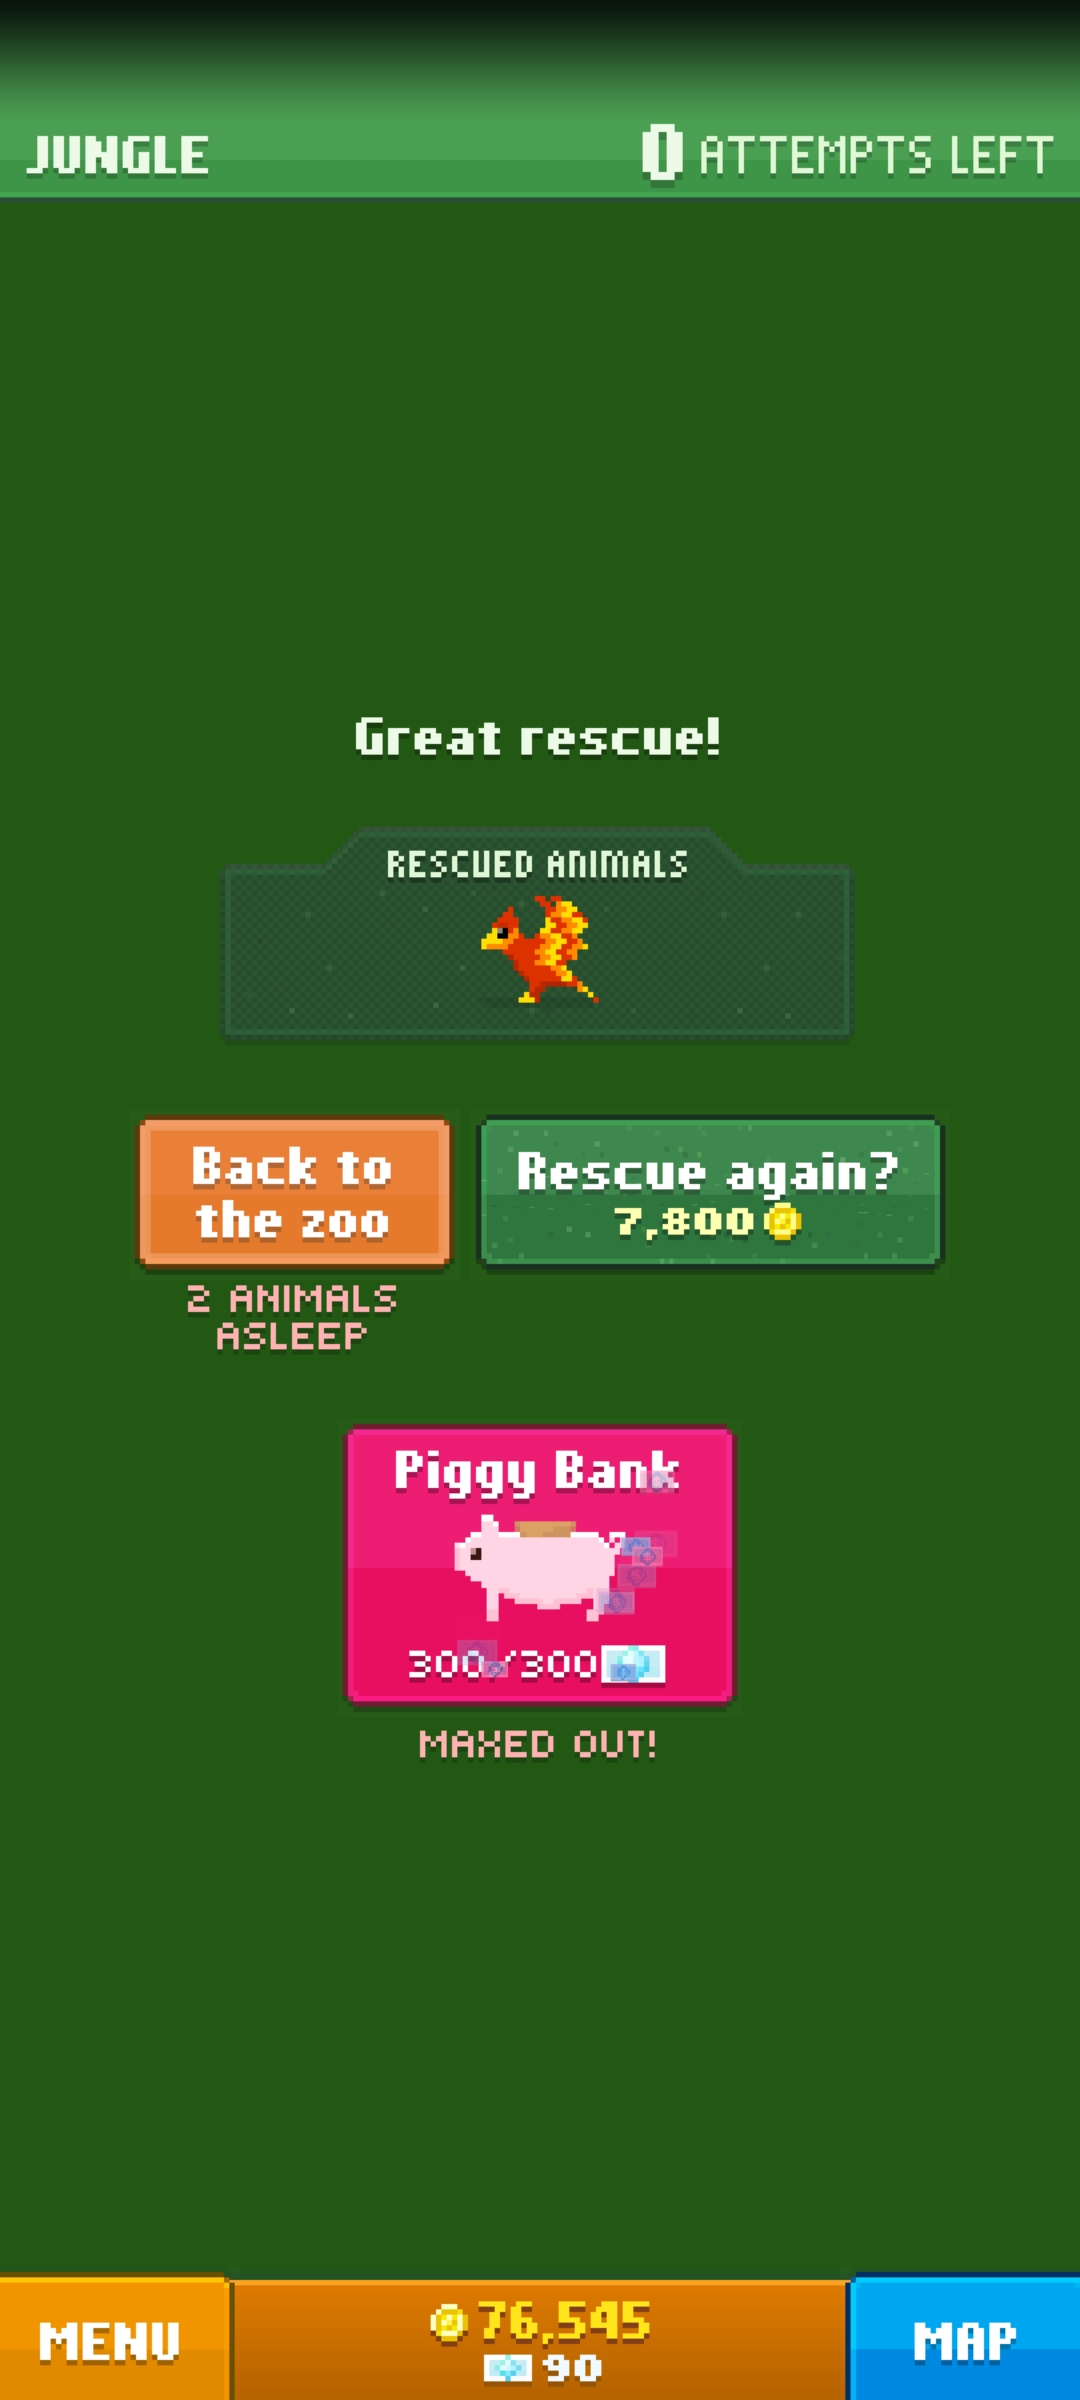 JUNGLE
0 ATTEMPTS LEFT
Great rescue!
RESCUED ANIMALS
Back to
the zoo
Rescue again?
7,800
2 ANIMALS
ASLEEP
Piggy Bank
300/300
MAXED OUT!
MENU
76,545
90
MAP